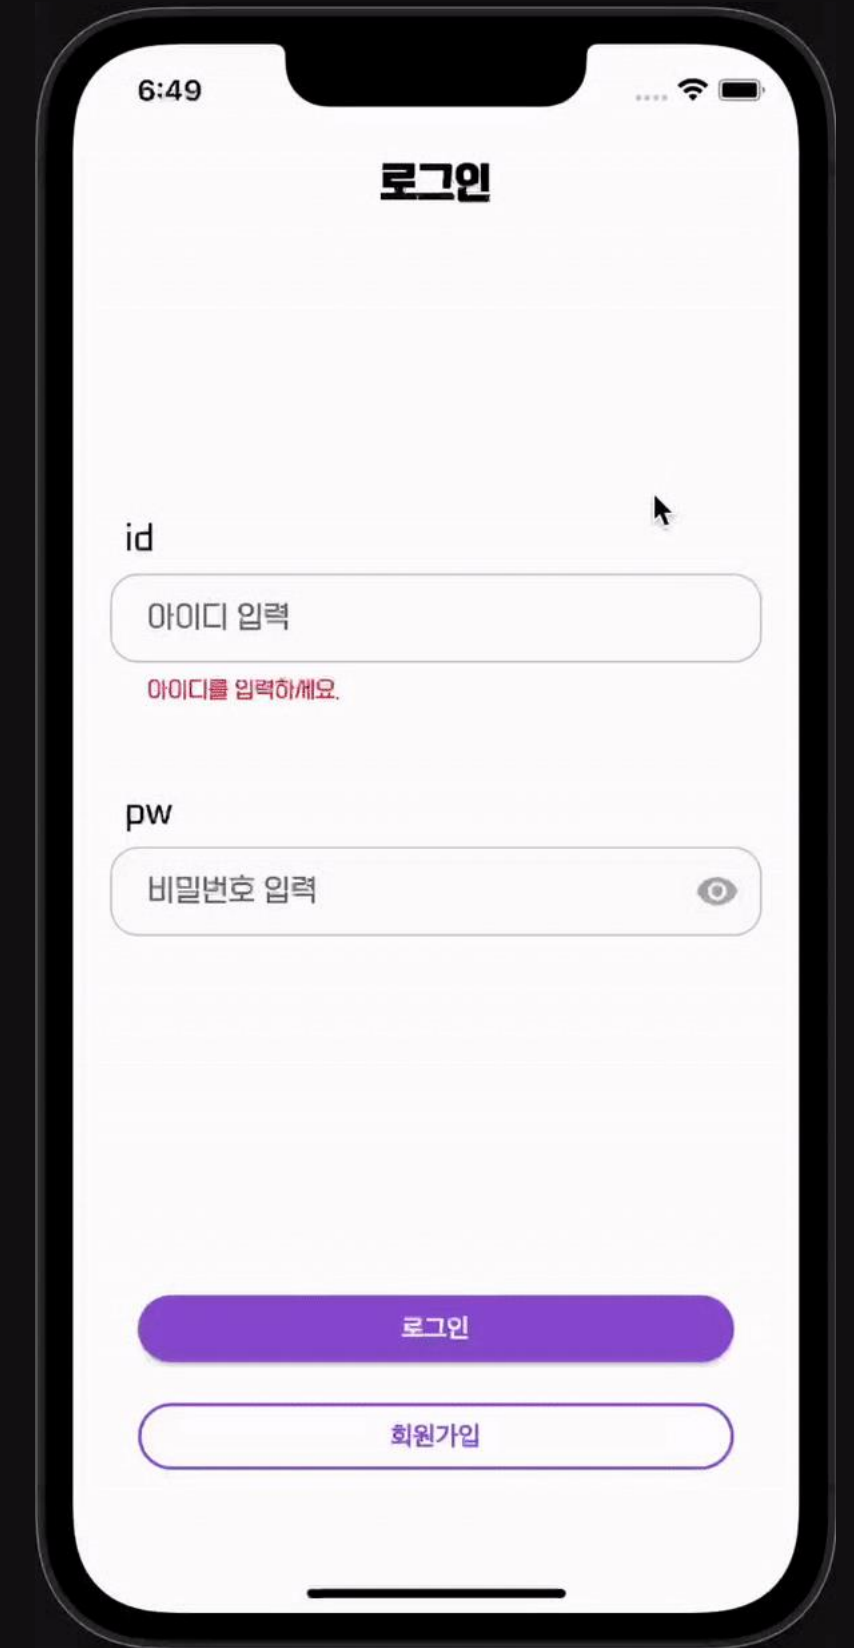 6:49
로그인
id
아이디 입력
아이디를 입력하세요.
pw
비밀번호 입력
로그인
회원가입